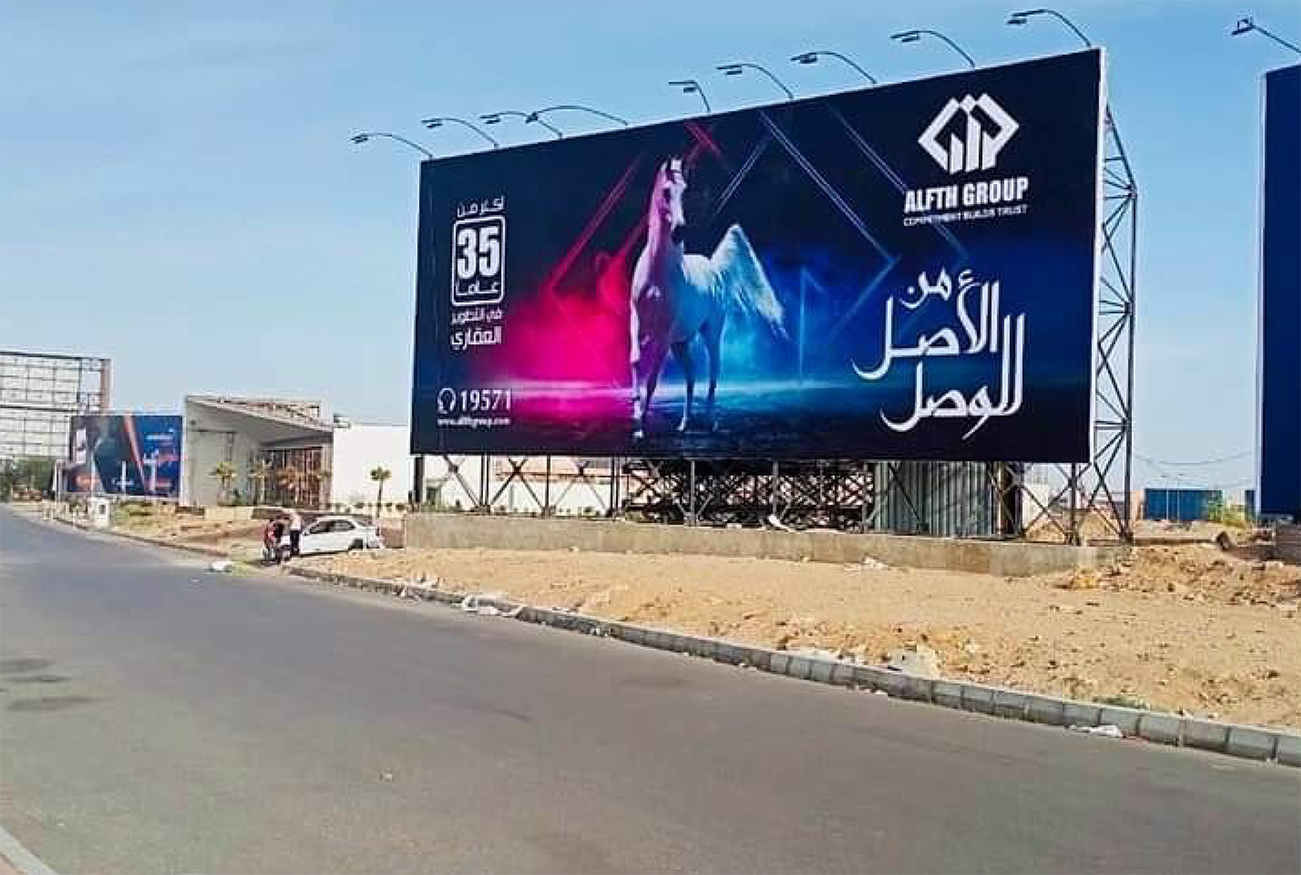 ALFTH GROUP
COMMITMENT BUILDS TRUST
من
الأصل
للوصل
أكثر من
35
عاما
في التطوير
العقاري
19571
www.alfthgroup.com